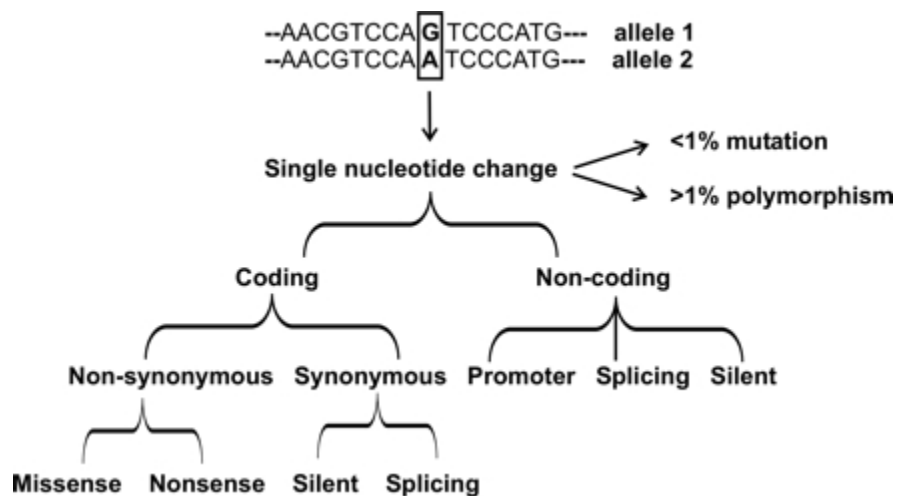 --AACGTCCAGTCCCATG--- allele 1
--AACGTCCAATCCCATG--- allele 2
<1% mutation
Single nucleotide change
>1% polymorphism
Coding Non-coding
Non-synonymous Synonymous Promoter Splicing Silent
Missense Nonsense Silent Splicing